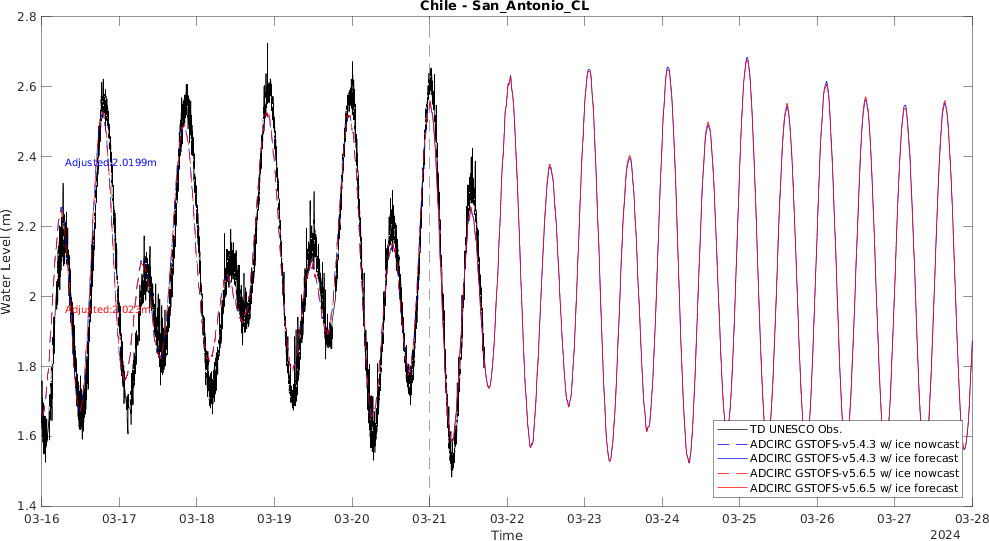 Chile - San_Antonio_CL
2.8
2.6
2.4
2.2
2
1.8
1.6
1.4
Water Level (m)
Adjusted:2.0199m
Adjusted:2.023m
TD UNESCO Obs.
ADCIRC GSTOFS-v5.4.3 w/ ice nowcast
ADCIRC GSTOFS-v5.4.3 w/ ice forecast
ADCIRC GSTOFS-v5.6.5 w/ ice nowcast
ADCIRC GSTOFS-v5.6.5 w/ ice forecast
03-16 03-17 03-18 03-19 03-20 03-21 03-22 03-23 03-24 03-25 03-26 03-27 03-28
Time
2024